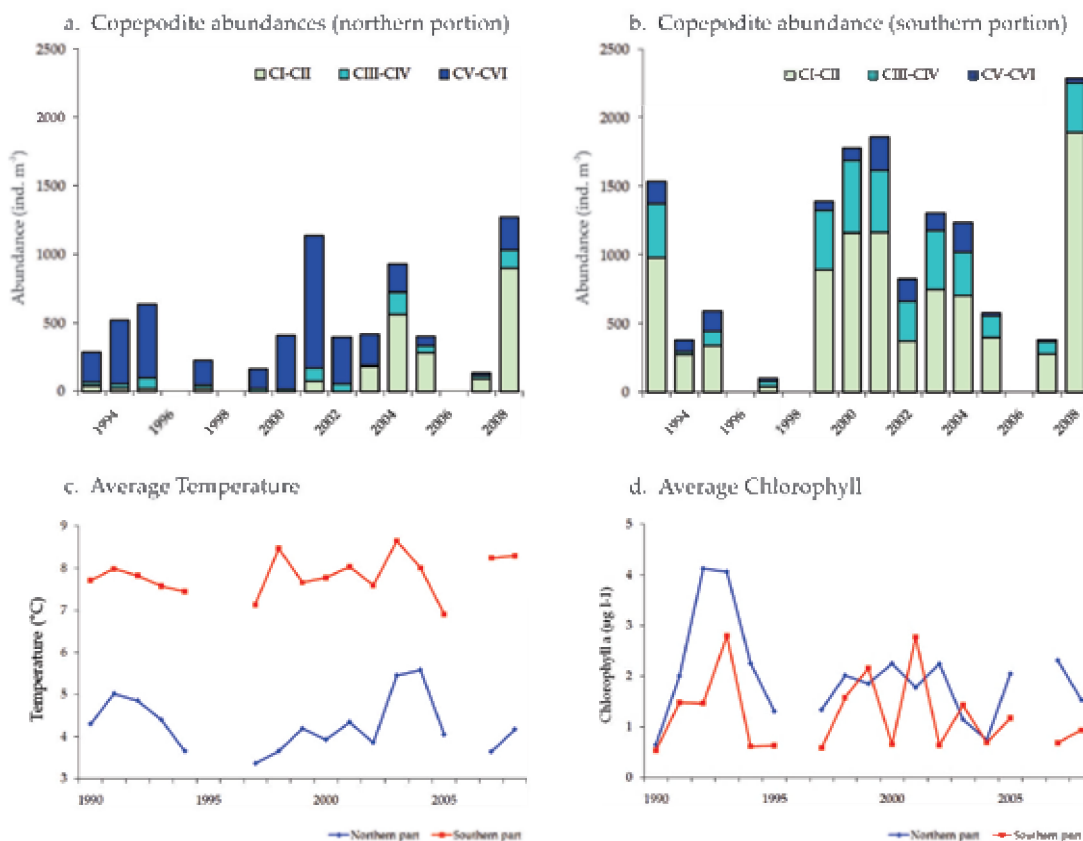 a. Copepodite abundances (northern portion)
2500
2000
1500
1000
500
0
Abundance (ind. m⁻³)
CI-CII CIII-CIV CV-CVI
1994 1996 1998 2000 2002 2004 2006 2008
b. Copepodite abundance (southern portion)
2500
2000
1500
1000
500
0
Abundance (ind. m⁻³)
CI-CII CIII-CIV CV-CVI
1994 1996 1998 2000 2002 2004 2006 2008
c. Average Temperature
9
8
7
6
5
4
3
Temperature (°C)
1990 1995 2000 2005
Northern part Southern part
d. Average Chlorophyll
5
4
3
2
1
0
Chlorophyll a (µg l-1)
1990 1995 2000 2005
Northern part Southern part